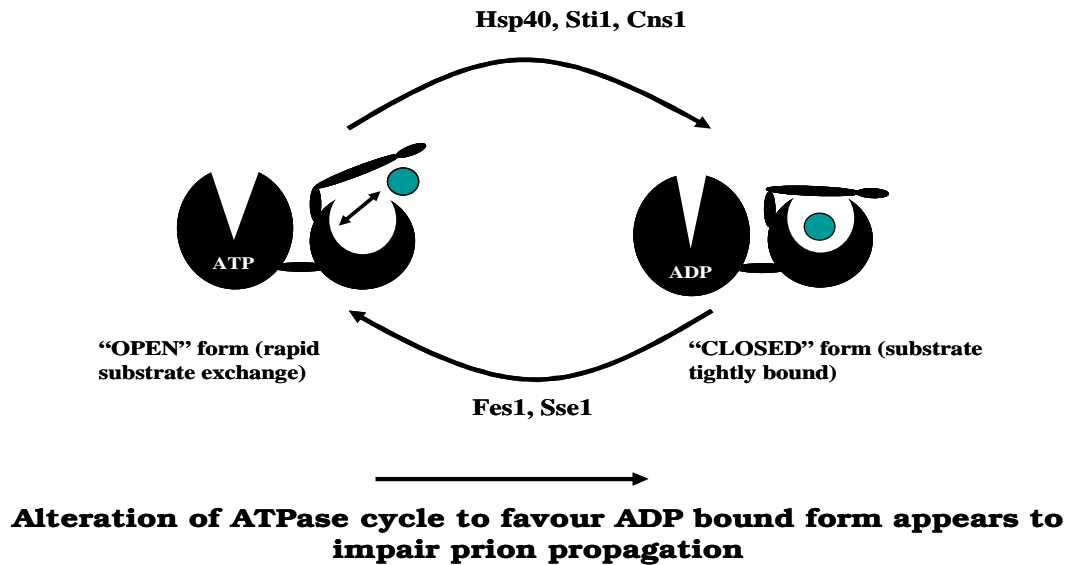 Hsp40, Sti1, Cns1
ATP
ADP
“OPEN” form (rapid
substrate exchange)
“CLOSED” form (substrate
tightly bound)
Fes1, Sse1
Alteration of ATPase cycle to favour ADP bound form appears to
impair prion propagation